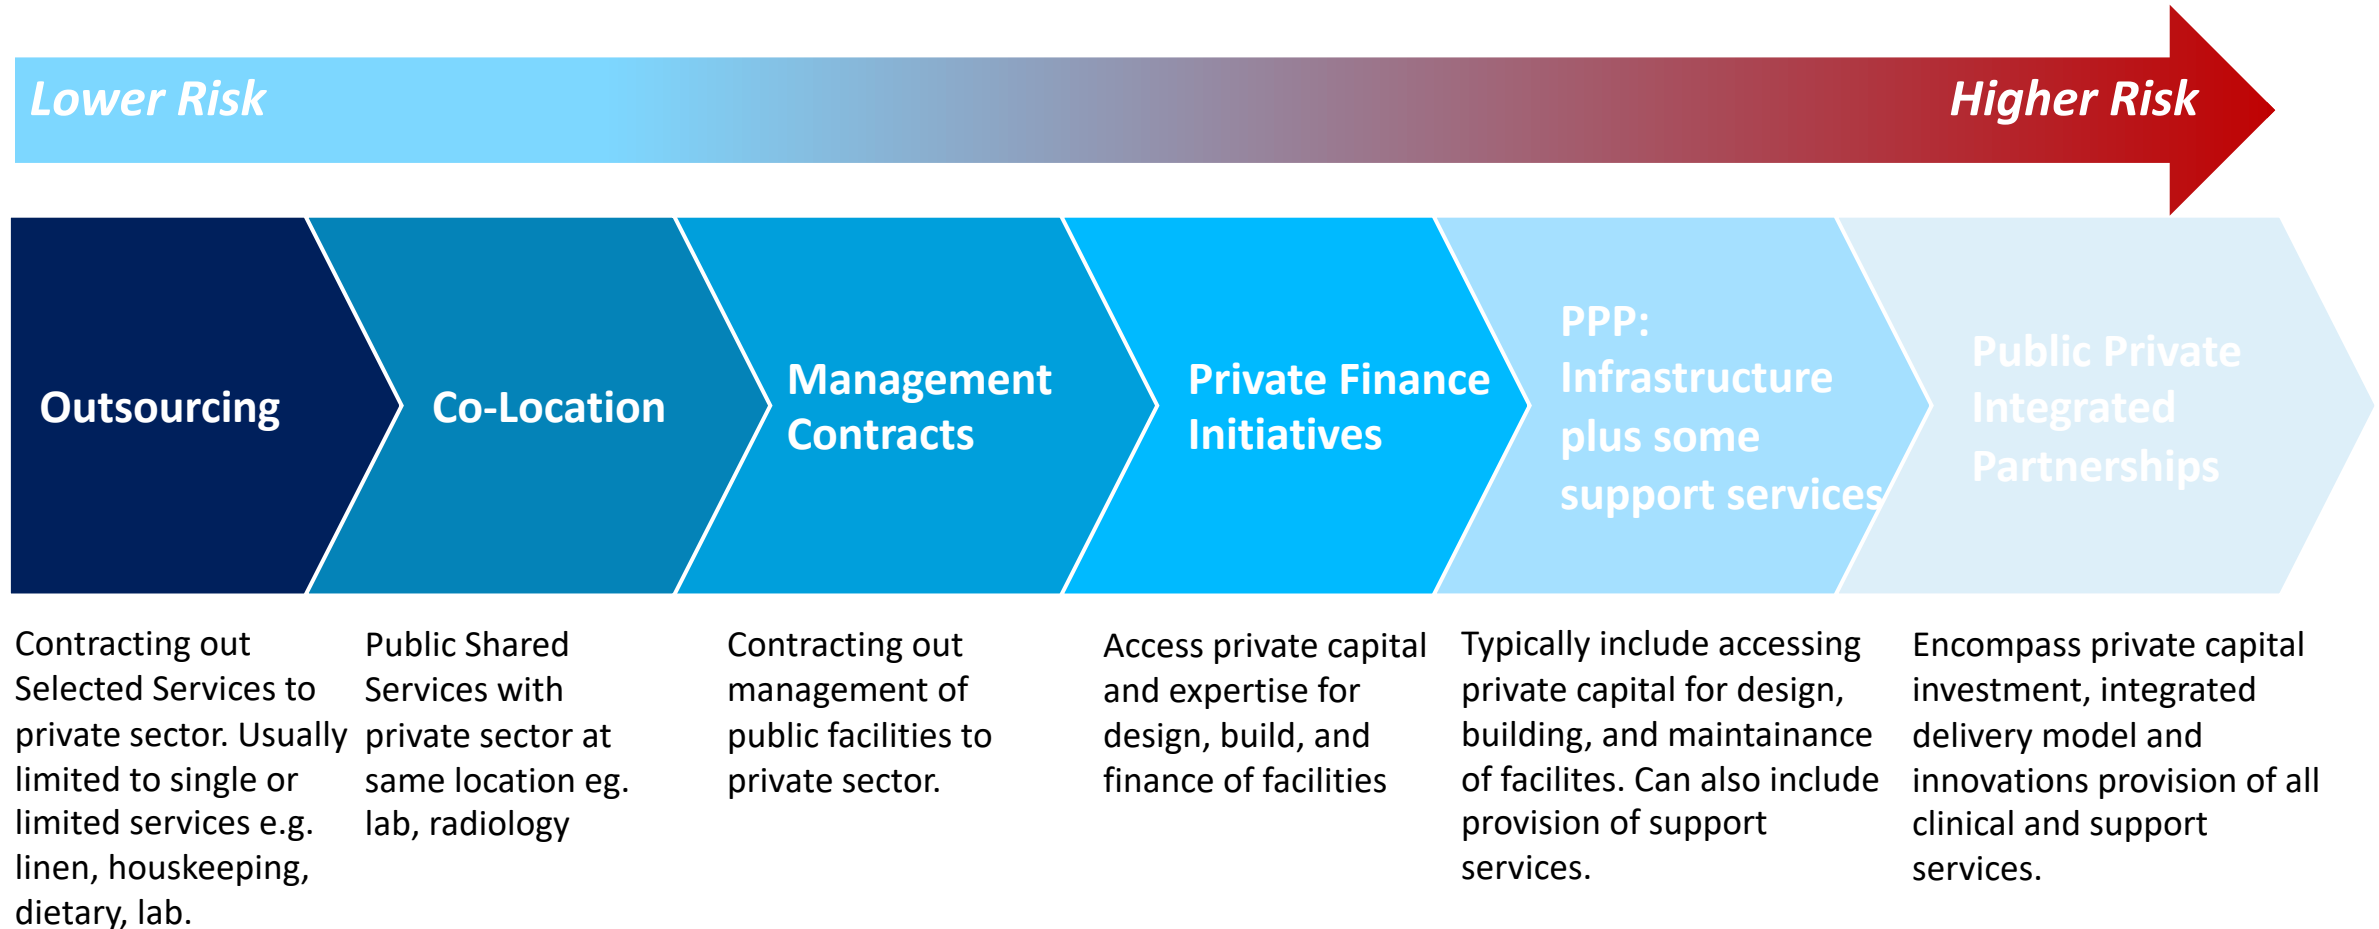 Lower Risk
Higher Risk
Outsourcing
Co-Location
Management
Contracts
Private Finance
Initiatives
PPP:
Infrastructure
plus some
support services
Public Private
Integrated
Partnerships
Contracting out
Selected Services to
private sector. Usually
limited to single or
limited services e.g.
linen, houskeeping,
dietary, lab.
Public Shared
Services with
private sector at
same location eg.
lab, radiology
Contracting out
management of
public facilities to
private sector.
Access private capital
and expertise for
design, build, and
finance of facilities
Typically include accessing
private capital for design,
building, and maintainance
of facilites. Can also include
provision of support
services.
Encompass private capital
investment, integrated
delivery model and
innovations provision of all
clinical and support
services.